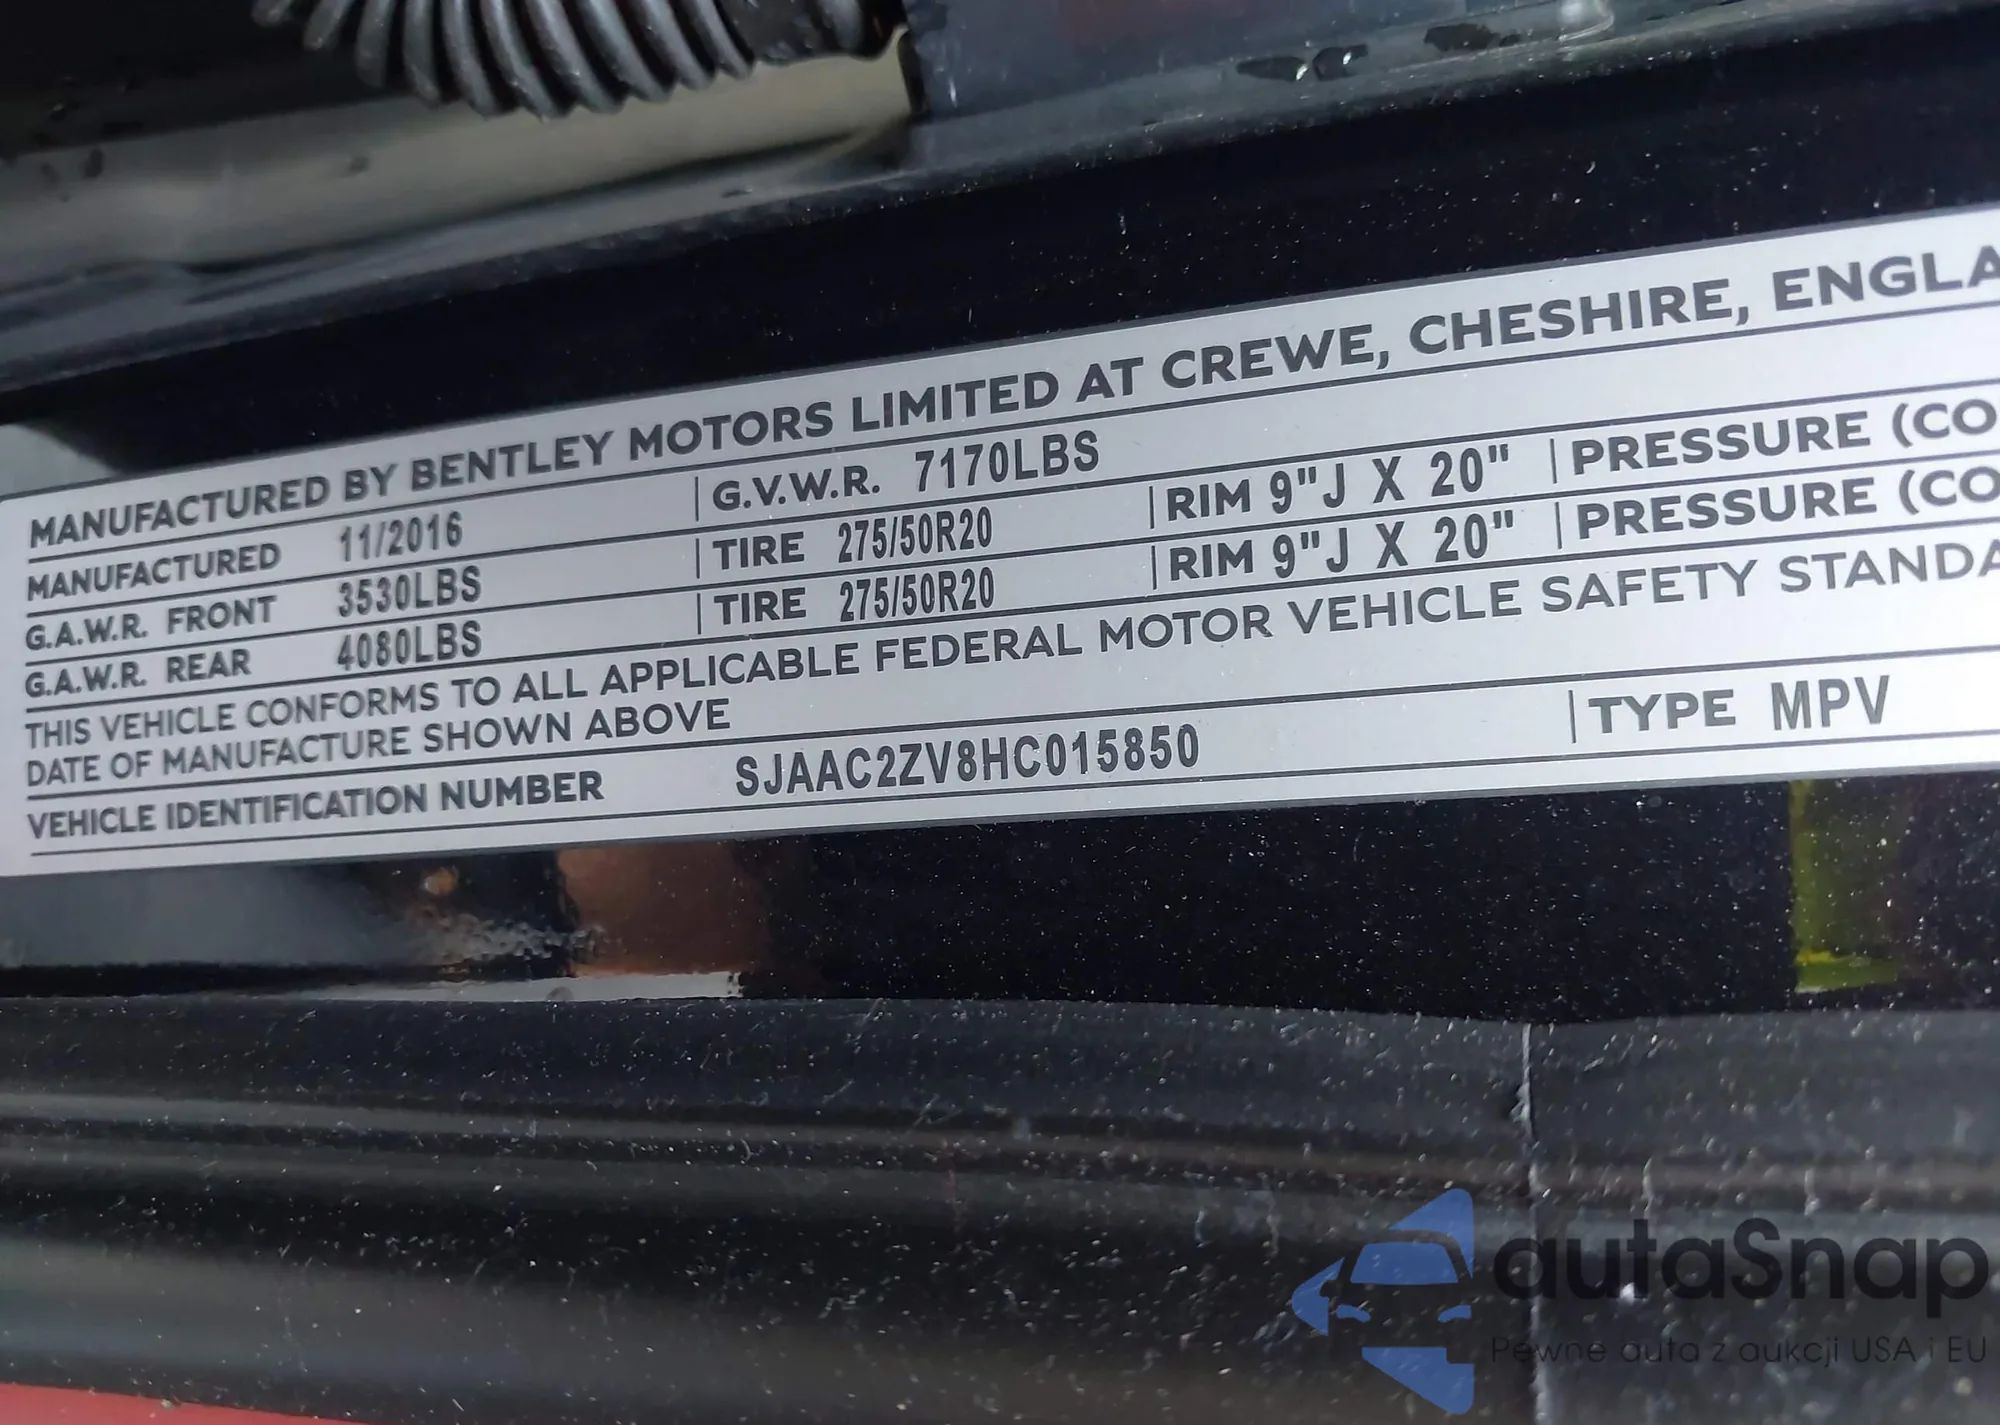 MANUFACTURED BY BENTLEY MOTORS LIMITED AT CREWE, CHESHIRE, ENGLA
MANUFACTURED 11/2016 G.V.W.R. 7170LBS
G.A.W.R. FRONT 3530LBS TIRE 275/50R20 RIM 9"J X 20" PRESSURE (CO
G.A.W.R. REAR 4080LBS TIRE 275/50R20 RIM 9"J X 20" PRESSURE (CO
THIS VEHICLE CONFORMS TO ALL APPLICABLE FEDERAL MOTOR VEHICLE SAFETY STANDA
DATE OF MANUFACTURE SHOWN ABOVE
VEHICLE IDENTIFICATION NUMBER SJAAC2ZV8HC015850 TYPE MPV
autaSnap
Pewne auta z aukcji USA i EU